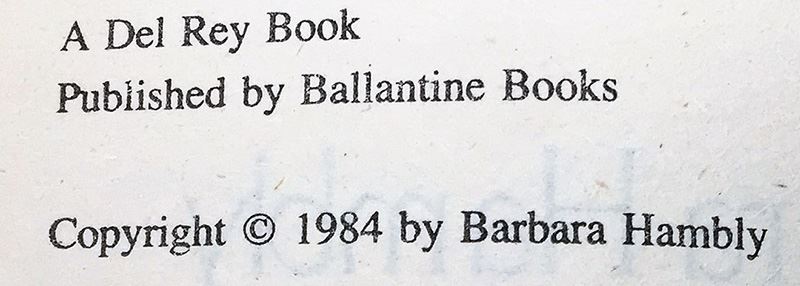 A Del Rey Book
Published by Ballantine Books
Copyright © 1984 by Barbara Hambly